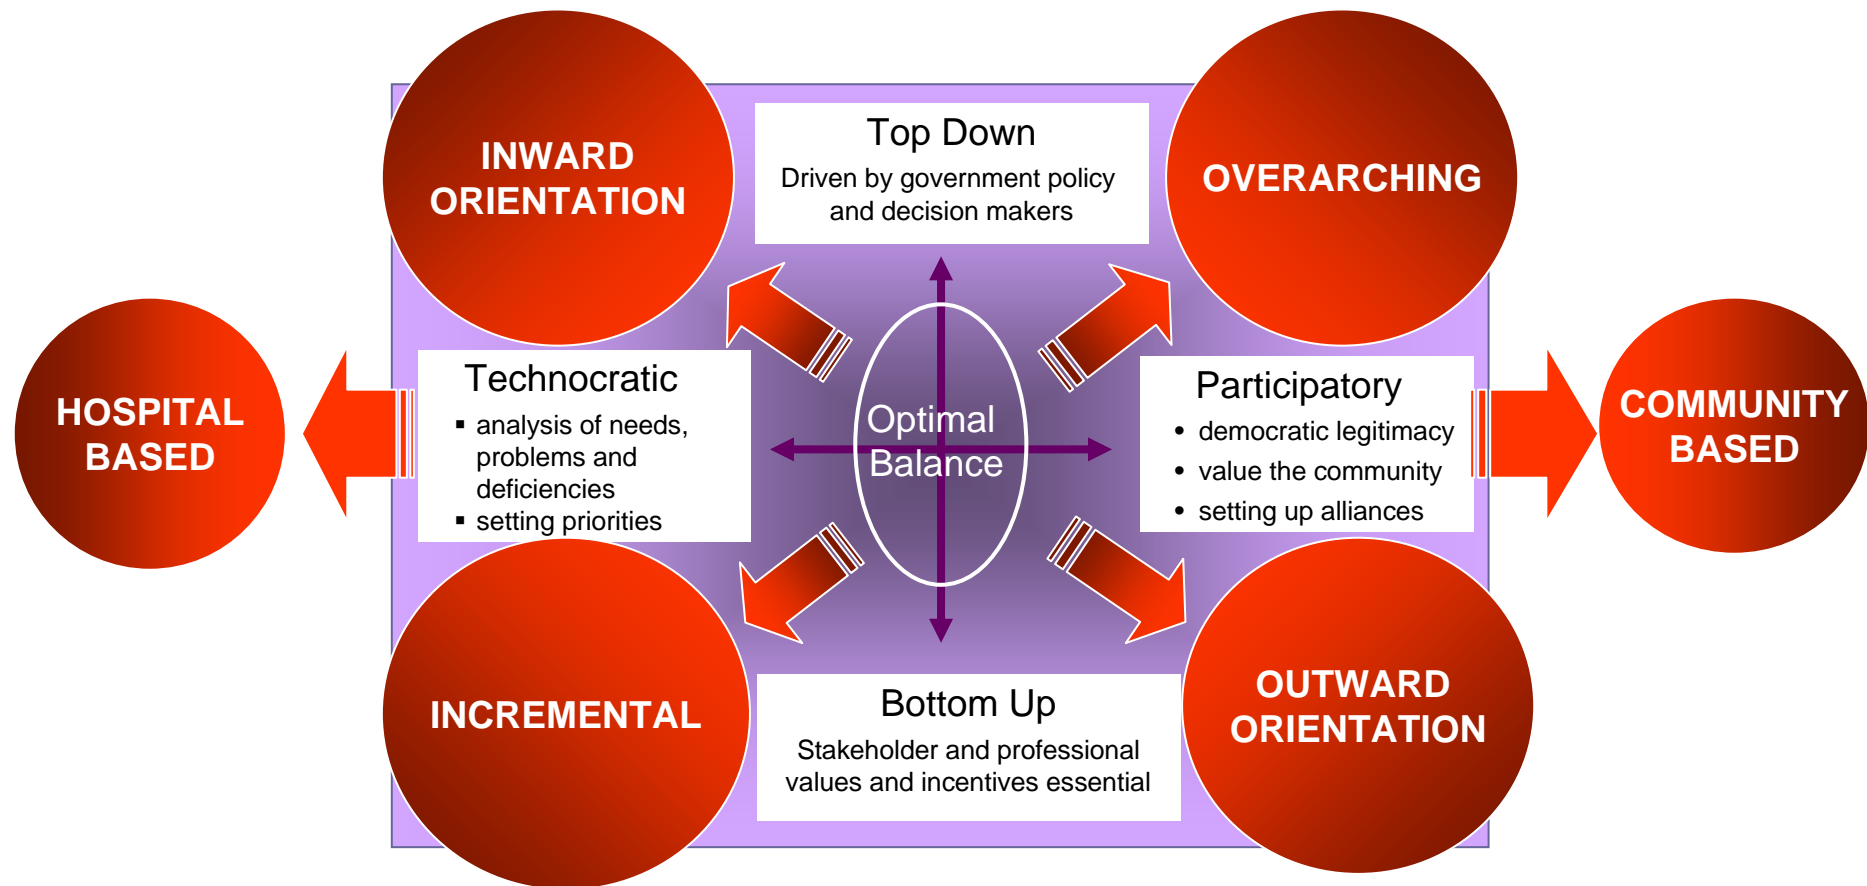 INWARD
ORIENTATION
Top Down
Driven by government policy
and decision makers
OVERARCHING
HOSPITAL
BASED
Technocratic
▪ analysis of needs,
problems and
deficiencies
▪ setting priorities
Optimal
Balance
Participatory
• democratic legitimacy
• value the community
• setting up alliances
COMMUNITY
BASED
INCREMENTAL
Bottom Up
Stakeholder and professional
values and incentives essential
OUTWARD
ORIENTATION